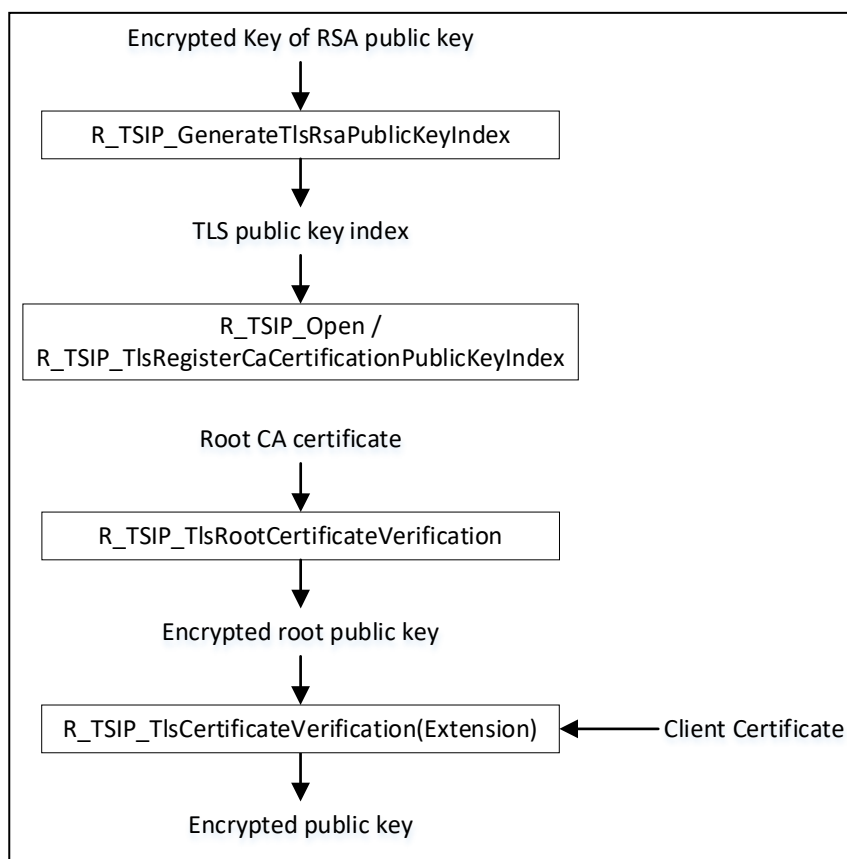 Encrypted Key of RSA public key
R_TSIP_GenerateTlsRsaPublicKeyIndex
TLS public key index
R_TSIP_Open /
R_TSIP_TlsRegisterCaCertificationPublicKeyIndex
Root CA certificate
R_TSIP_TlsRootCertificateVerification
Encrypted root public key
R_TSIP_TlsCertificateVerification(Extension)
Client Certificate
Encrypted public key